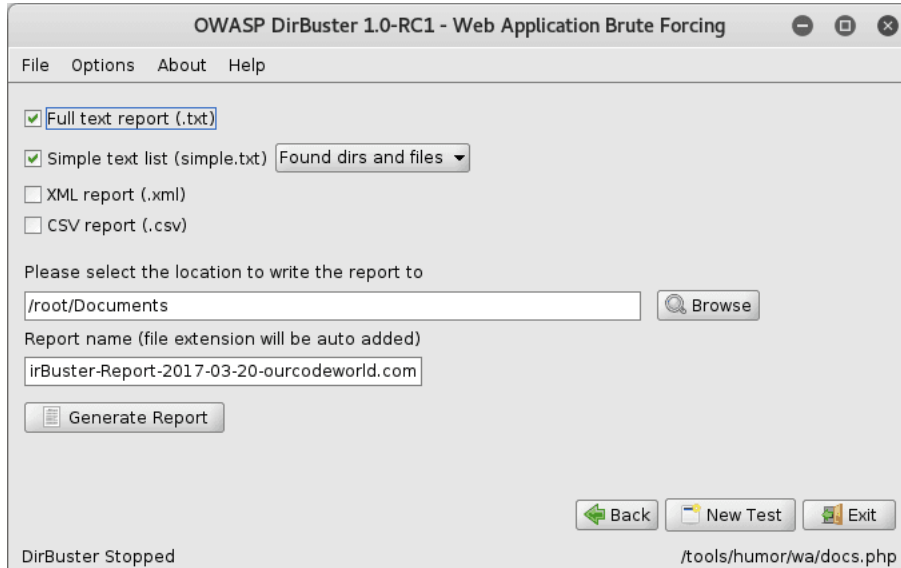 OWASP DirBuster 1.0-RC1 - Web Application Brute Forcing
File Options About Help
Full text report (.txt)
Simple text list (simple.txt) Found dirs and files
XML report (.xml)
CSV report (.csv)
Please select the location to write the report to
/root/Documents Browse
Report name (file extension will be auto added)
irBuster-Report-2017-03-20-ourcodeworld.com
Generate Report
Back New Test Exit
DirBuster Stopped /tools/humor/wa/docs.php